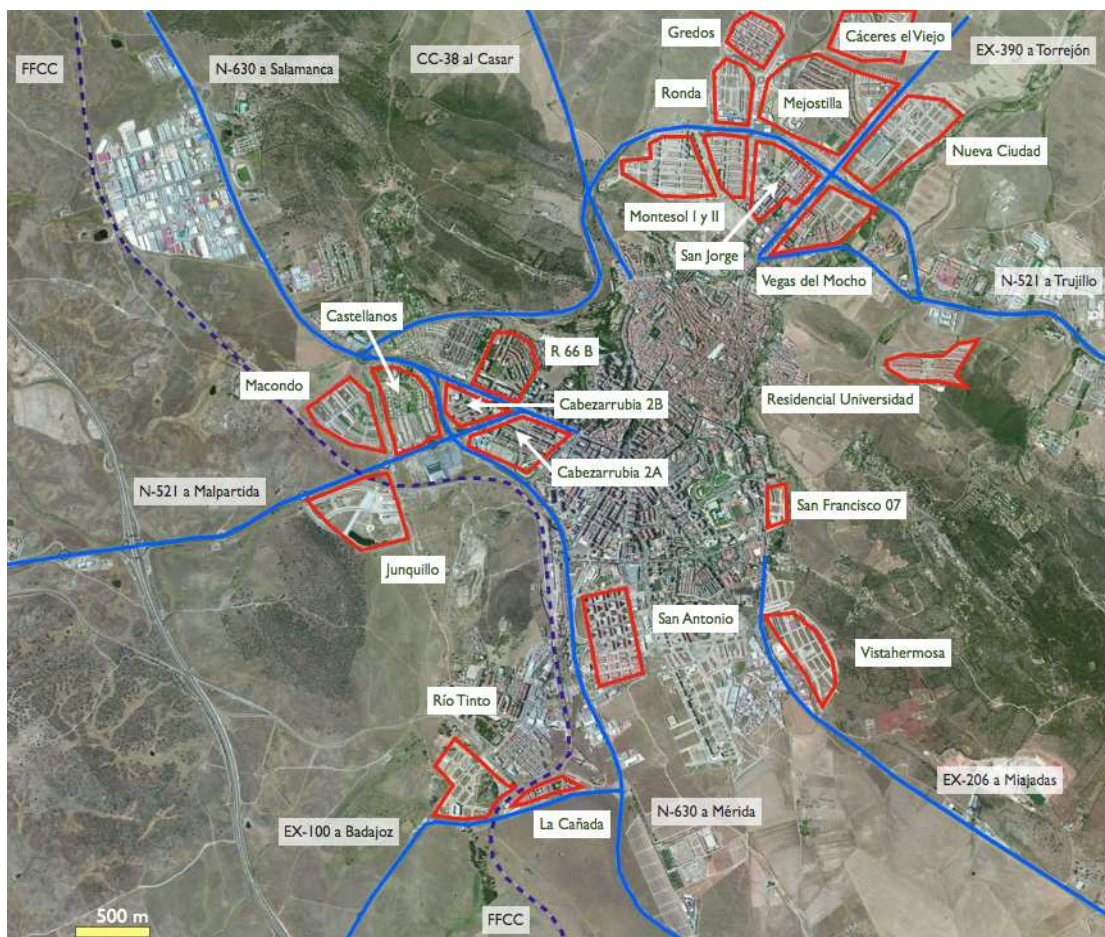 Gredos
Cáceres el Viejo
CC-38 al Casar
EX-390 a Torrejón
FFCC
N-630 a Salamanca
Ronda
Mejostilla
Nueva Ciudad
Montesol I y II
San Jorge
Vegas del Mocho
N-521 a Trujillo
Castellanos
R 66 B
Macondo
Residencial Universidad
Cabezarrubia 2B
Cabezarrubia 2A
N-521 a Malpartida
San Francisco 07
Junquillo
San Antonio
Vistahermosa
Río Tinto
EX-206 a Miajadas
N-630 a Mérida
La Cañada
EX-100 a Badajoz
500 m
FFCC